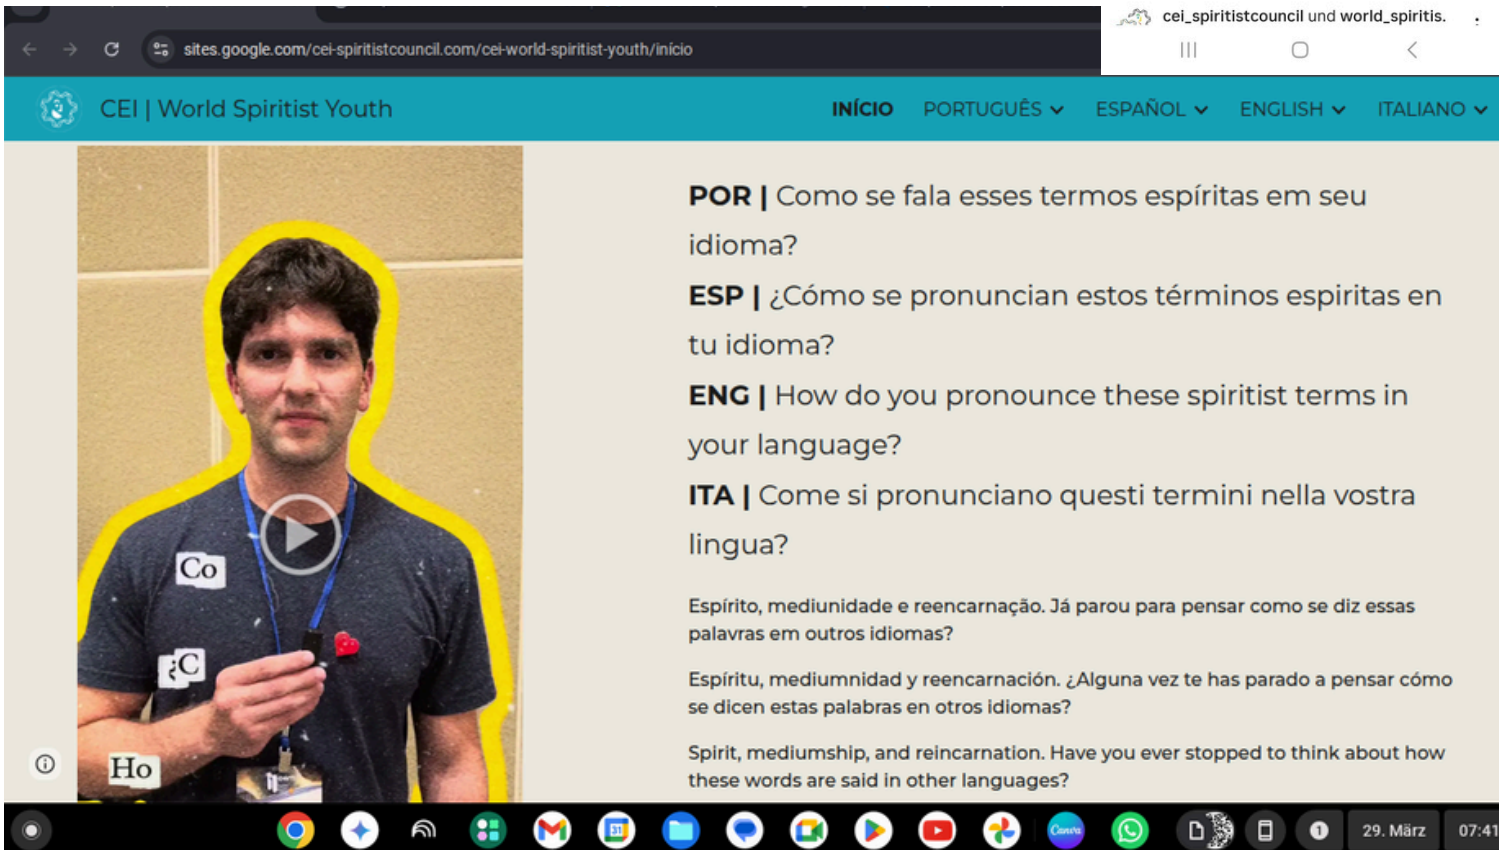 cei_spiritistcouncil und world_spiritis.
sites.google.com/cei-spiritistcouncil.com/cei-world-spiritist-youth/início
CEI | World Spiritist Youth
INÍCIO PORTUGUÊS ESPAÑOL ENGLISH ITALIANO
POR | Como se fala esses termos espíritas em seu
idioma?
ESP | ¿Cómo se pronuncian estos términos espiritas en
tu idioma?
ENG | How do you pronounce these spiritist terms in
your language?
ITA | Come si pronunciano questi termini nella vostra
lingua?
Espírito, mediunidade e reencarnação. Já parou para pensar como se diz essas
palavras em outros idiomas?
Espíritu, mediumnidad y reencarnación. ¿Alguna vez te has parado a pensar cómo
se dicen estas palabras en otros idiomas?
Spirit, mediumship, and reincarnation. Have you ever stopped to think about how
these words are said in other languages?
Co
¿C
Ho
31
Canva
1
29. März
07:41